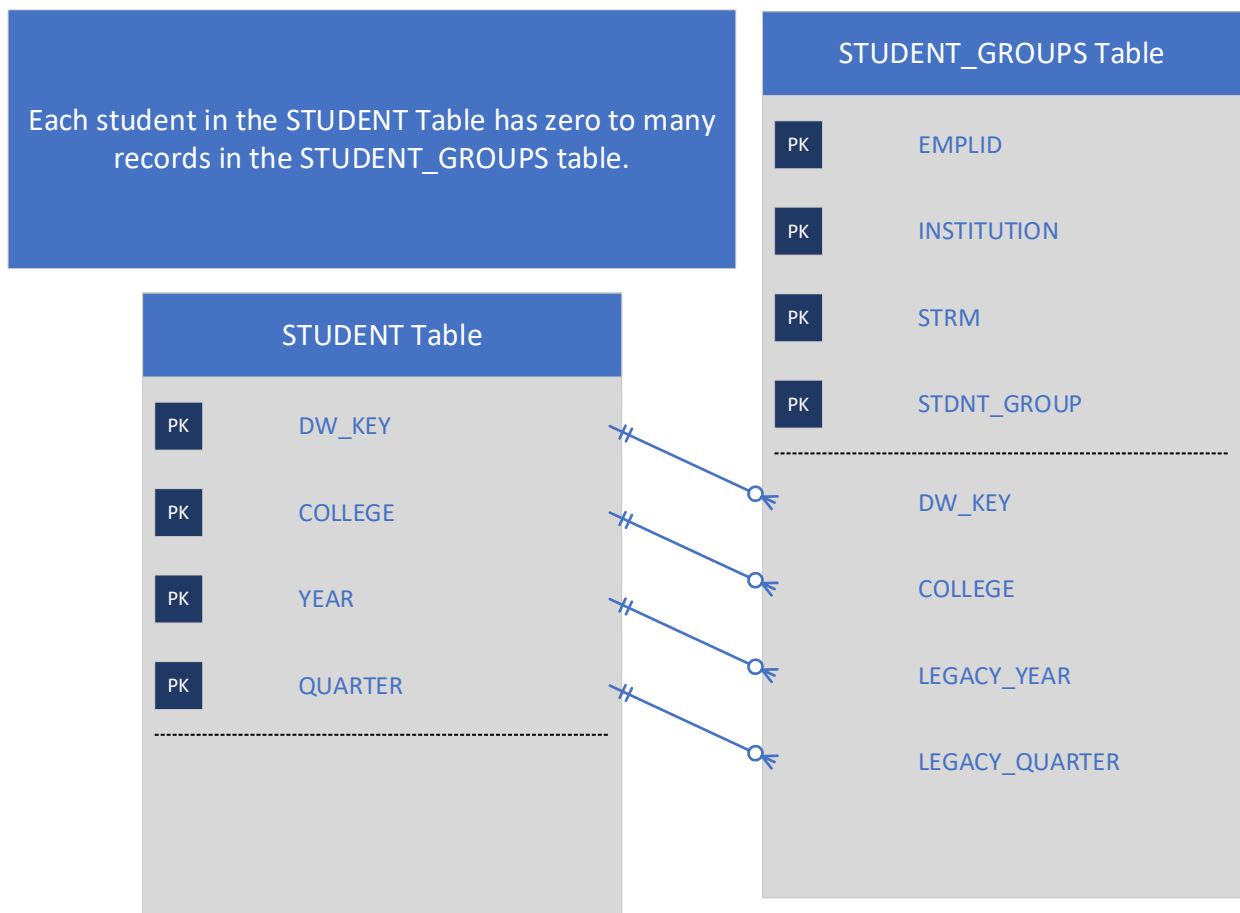 Each student in the STUDENT Table has zero to many
records in the STUDENT_GROUPS table.
STUDENT Table
PK DW_KEY
PK COLLEGE
PK YEAR
PK QUARTER
STUDENT_GROUPS Table
PK EMPLID
PK INSTITUTION
PK STRM
PK STDNT_GROUP
DW_KEY
COLLEGE
LEGACY_YEAR
LEGACY_QUARTER